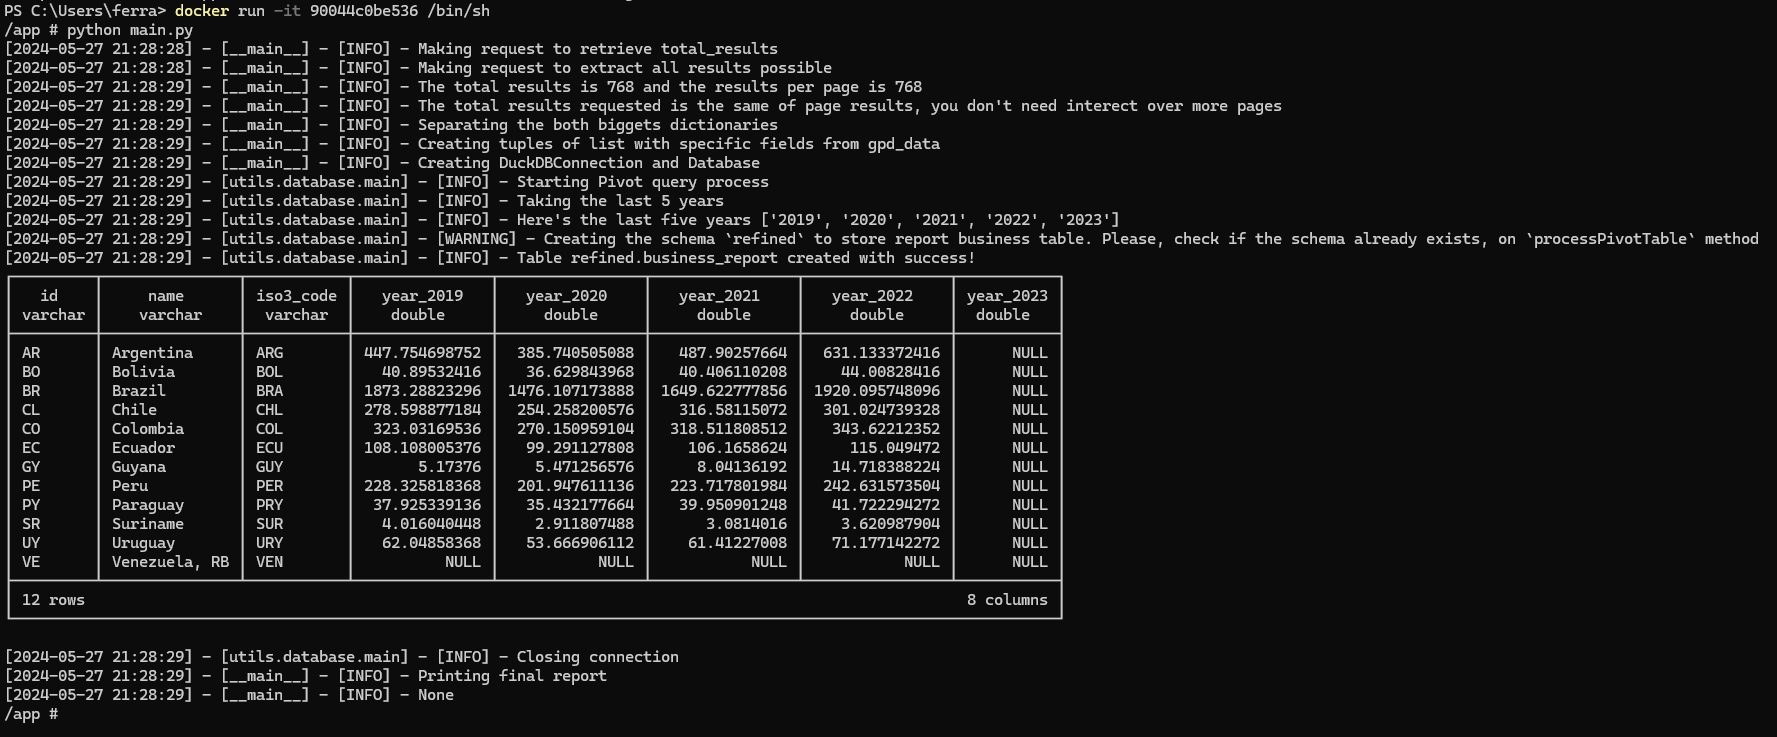 PS C:\Users\ferra> docker run -it 90044c0be536 /bin/sh
/app # python main.py
[2024-05-27 21:28:28] - [__main__] - [INFO] - Making request to retrieve total_results
[2024-05-27 21:28:28] - [__main__] - [INFO] - Making request to extract all results possible
[2024-05-27 21:28:29] - [__main__] - [INFO] - The total results is 768 and the results per page is 768
[2024-05-27 21:28:29] - [__main__] - [INFO] - The total results requested is the same of page results, you don't need interect over more pages
[2024-05-27 21:28:29] - [__main__] - [INFO] - Separating the both biggets dictionaries
[2024-05-27 21:28:29] - [__main__] - [INFO] - Creating tuples of list with specific fields from gpd_data
[2024-05-27 21:28:29] - [__main__] - [INFO] - Creating DuckDBConnection and Database
[2024-05-27 21:28:29] - [utils.database.main] - [INFO] - Starting Pivot query process
[2024-05-27 21:28:29] - [utils.database.main] - [INFO] - Taking the last 5 years
[2024-05-27 21:28:29] - [utils.database.main] - [INFO] - Here's the last five years ['2019', '2020', '2021', '2022', '2023']
[2024-05-27 21:28:29] - [utils.database.main] - [WARNING] - Creating the schema `refined` to store report business table. Please, check if the schema already exists, on `processPivotTable` method
[2024-05-27 21:28:29] - [utils.database.main] - [INFO] - Table refined.business_report created with success!
id name iso3_code year_2019 year_2020 year_2021 year_2022 year_2023
varchar varchar varchar double double double double double
AR Argentina ARG 447.754698752 385.740505088 487.90257664 631.133372416 NULL
BO Bolivia BOL 40.89532416 36.629843968 40.406110208 44.00828416 NULL
BR Brazil BRA 1873.28823296 1476.107173888 1649.622777856 1920.095748096 NULL
CL Chile CHL 278.598877184 254.258200576 316.58115072 301.024739328 NULL
CO Colombia COL 323.03169536 270.150959104 318.511808512 343.62212352 NULL
EC Ecuador ECU 108.108005376 99.291127808 106.1658624 115.049472 NULL
GY Guyana GUY 5.17376 5.471256576 8.04136192 14.718388224 NULL
PE Peru PER 228.325818368 201.947611136 223.717801984 242.631573504 NULL
PY Paraguay PRY 37.925339136 35.432177664 39.950901248 41.722294272 NULL
SR Suriname SUR 4.016040448 2.911807488 3.0814016 3.620987904 NULL
UY Uruguay URY 62.04858368 53.666906112 61.41227008 71.177142272 NULL
VE Venezuela, RB VEN NULL NULL NULL NULL NULL
12 rows 8 columns
[2024-05-27 21:28:29] - [utils.database.main] - [INFO] - Closing connection
[2024-05-27 21:28:29] - [__main__] - [INFO] - Printing final report
[2024-05-27 21:28:29] - [__main__] - [INFO] - None
/app #